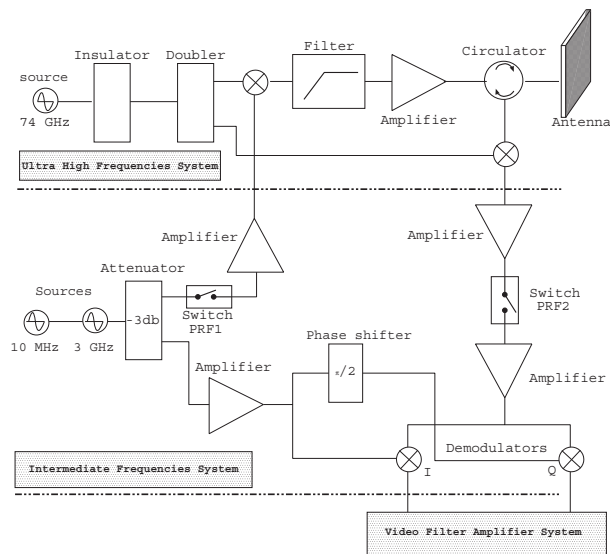 Insulator
Doubler
Filter
Circulator
source
74 GHz
Amplifier
Antenna
Ultra High Frequencies System
Amplifier
Amplifier
Attenuator
Sources
-3db
Switch
PRF1
Switch
PRF2
10 MHz
3 GHz
Phase shifter
Amplifier
π/2
Amplifier
Demodulators
I
Q
Intermediate Frequencies System
Video Filter Amplifier System